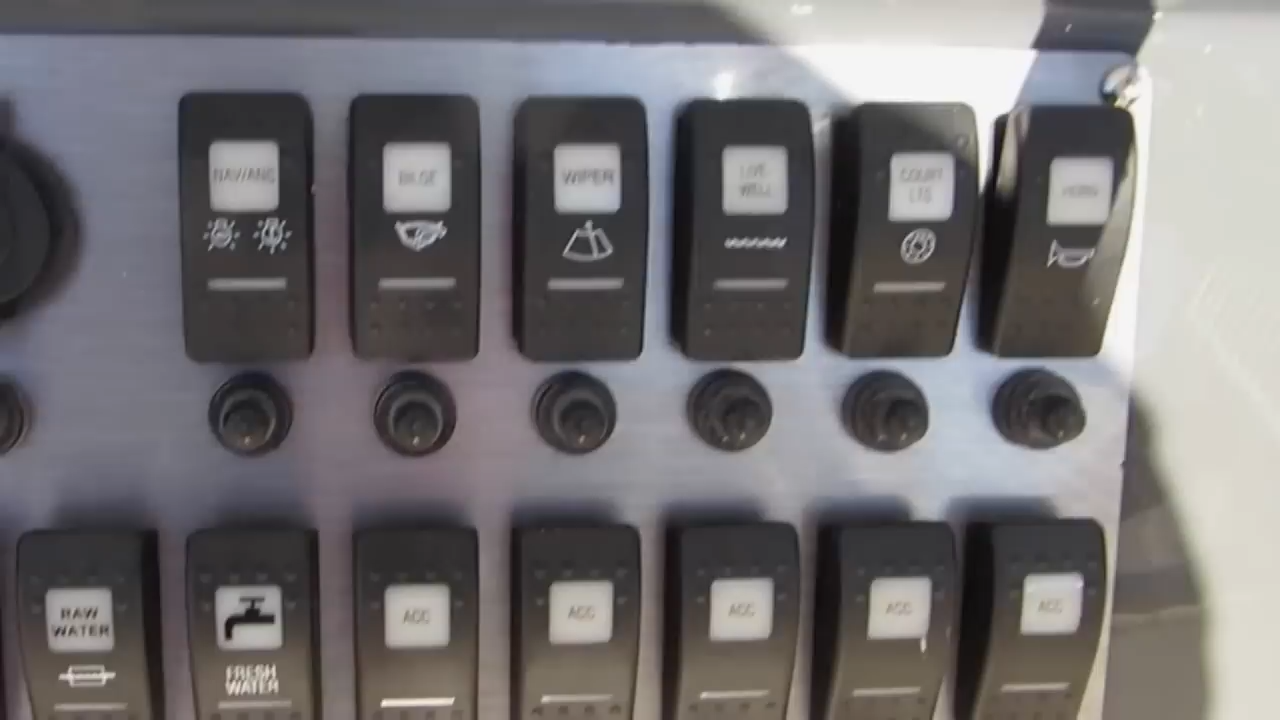 NAV/ANC
BILGE
WIPER
LIVE-
WELL
COURT
LTS
HORN
RAW
WATER
FRESH
WATER
ACC
ACC
ACC
ACC
ACC